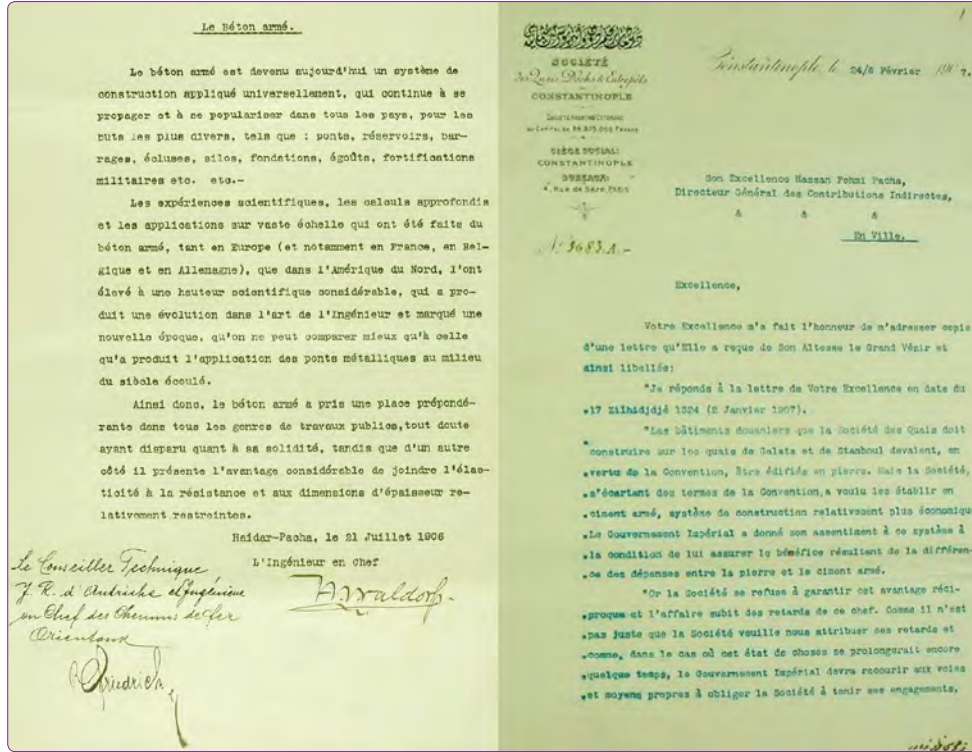 Le Béton armé.
Le béton armé est devenu aujourd'hui un système de
construction appliqué universellement, qui continue à se
propager et à se populariser dans tous les pays, pour les
buts les plus divers, tels que : ponts, réservoirs, bar-
rages, écluses, silos, fondations, égoûts, fortifications
militaires etc. etc.-
Les expériences scientifiques, les calculs approfondis
et les applications sur vaste échelle qui ont été faits du
béton armé, tant en Europe (et notamment en France, en Bel-
gique et en Allemagne), que dans l'Amérique du Nord, l'ont
élevé à une hauteur scientifique considérable, qui a pro-
duit une évolution dans l'art de l'Ingénieur et marqué une
nouvelle époque, qu'on ne peut comparer mieux qu'à celle
qu'a produit l'application des ponts métalliques au milieu
du siècle écoulé.
Ainsi donc, le béton armé a pris une place prépondé-
rante dans tous les genres de travaux publics,tout doute
ayant disparu quant à sa solidité, tandis que d'un autre
côté il présente l'avantage considérable de joindre l'élas-
ticité à la résistance et aux dimensions d'épaisseur re-
lativement restreintes.
Haidar-Pacha, le 21 Juillet 1906
L'Ingénieur en Chef
Waldorp.
Le Conseiller Technique
J. R. d'Autriche et Ingénieur
en Chef des Chemins de fer
Orientaux
Friedrich
1
SOCIÉTÉ
des Quais, Docks & Entrepôts
CONSTANTINOPLE
SIÈGE SOCIAL:
CONSTANTINOPLE
BUREAUX:
PARIS
Constantinople le 24/6 Février 1907.
Son Excellence Hassan Fehmi Pacha,
Directeur Général des Contributions Indirectes,
& & &
En Ville.
N° 3683.A.-
Excellence,
Votre Excellence m'a fait l'honneur de m'adresser copie
d'une lettre qu'Elle a reçue de Son Altesse le Grand Vézir et
ainsi libellée:
"Je réponds à la lettre de Votre Excellence en date du
"17 Zilhidjdjé 1324 (2 Janvier 1907).
"Les bâtiments douaniers que la Société des Quais doit
"construire sur les quais de Galata et de Stamboul devaient, en
"vertu de la Convention, être édifiés en pierre. Mais la Société,
"s'écartant des termes de la Convention,a voulu les établir en
"ciment armé, système de construction relativement plus économique
"Le Gouvernement Impérial a donné son assentiment à ce système à
"la condition de lui assurer le bénéfice résultant de la différen-
"ce des dépenses entre la pierre et le ciment armé.
"Or la Société se refuse à garantir cet avantage réci-
"proque et l'affaire subit des retards de ce chef. Comme il n'est
"pas juste que la Société veuille nous attribuer ses retards et
"comme, dans le cas où cet état de choses se prolongerait encore
"quelque temps, le Gouvernement Impérial devra recourir aux voies
"et moyens propres à obliger la Société à tenir ses engagements,